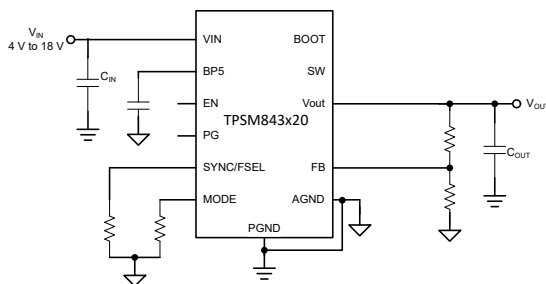 VIN
4 V to 18 V
CIN
VIN
BP5
EN
PG
SYNC/FSEL
MODE
BOOT
SW
Vout
TPSM843x20
FB
AGND
PGND
VOU
COUT